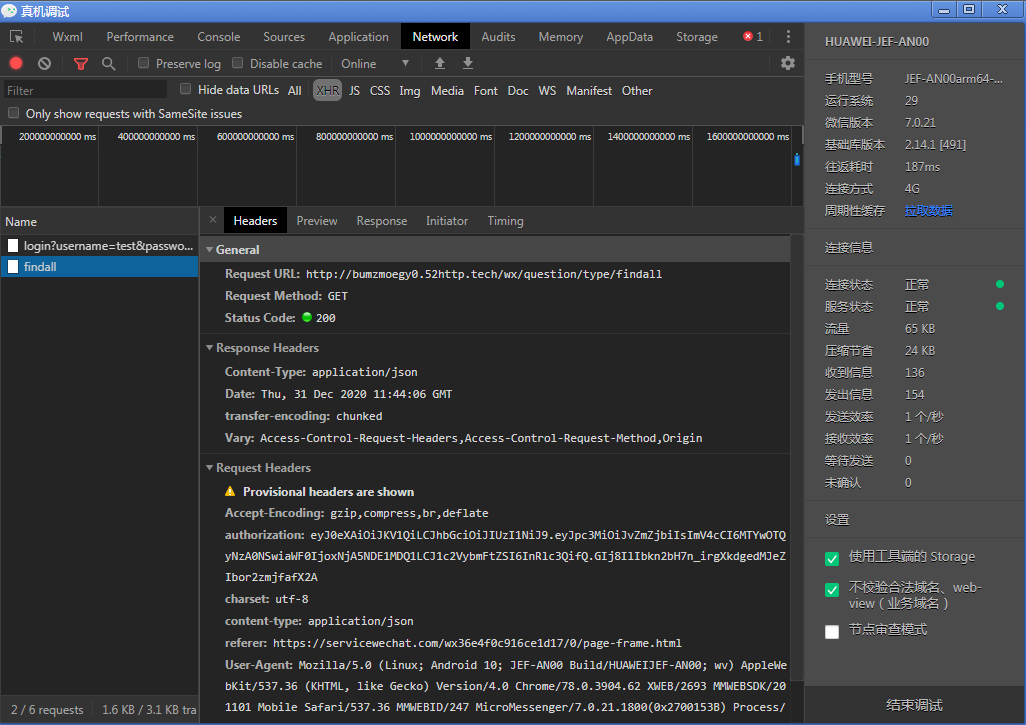 真机调试
Wxml Performance Console Sources Application Network Audits Memory AppData Storage 1
Preserve log Disable cache Online
Filter Hide data URLs All XHR JS CSS Img Media Font Doc WS Manifest Other
Only show requests with SameSite issues
200000000000 ms 400000000000 ms 600000000000 ms 800000000000 ms 1000000000000 ms 1200000000000 ms 1400000000000 ms 1600000000000 ms
Name
login?username=test&passwo...
findall
2 / 6 requests 1.6 KB / 3.1 KB tra
× Headers Preview Response Initiator Timing
General
Request URL: http://bumzmoegy0.52http.tech/wx/question/type/findall
Request Method: GET
Status Code: 200
Response Headers
Content-Type: application/json
Date: Thu, 31 Dec 2020 11:44:06 GMT
transfer-encoding: chunked
Vary: Access-Control-Request-Headers,Access-Control-Request-Method,Origin
Request Headers
Provisional headers are shown
Accept-Encoding: gzip,compress,br,deflate
authorization: eyJ0eXAiOiJKV1QiLCJhbGciOiJIUzI1NiJ9.eyJpc3MiOiJvZmZjbiIsImV4cCI6MTYwOTQ
yNzA0NSwiaWF0IjoxNjA5NDE1MDQ1LCJ1c2VybmFtZSI6InRlc3QifQ.GIj8IlIbkn2bH7n_irgXkdgedMJeZ
Ibor2zmjfafX2A
charset: utf-8
content-type: application/json
referer: https://servicewechat.com/wx36e4f0c916ce1d17/0/page-frame.html
User-Agent: Mozilla/5.0 (Linux; Android 10; JEF-AN00 Build/HUAWEIJEF-AN00; wv) AppleWe
bKit/537.36 (KHTML, like Gecko) Version/4.0 Chrome/78.0.3904.62 XWEB/2693 MMWEBSDK/20
1101 Mobile Safari/537.36 MMWEBID/247 MicroMessenger/7.0.21.1800(0x2700153B) Process/
HUAWEI-JEF-AN00
手机型号 JEF-AN00arm64-...
运行系统 29
微信版本 7.0.21
基础库版本 2.14.1 [491]
往返耗时 187ms
连接方式 4G
周期性缓存 拉取数据
连接信息
连接状态 正常
服务状态 正常
流量 65 KB
压缩节省 24 KB
收到信息 136
发出信息 154
发送效率 1 个/秒
接收效率 1 个/秒
等待发送 0
未确认 0
设置
使用工具端的 Storage
不校验合法域名、web-
view（业务域名）
节点审查模式
结束调试